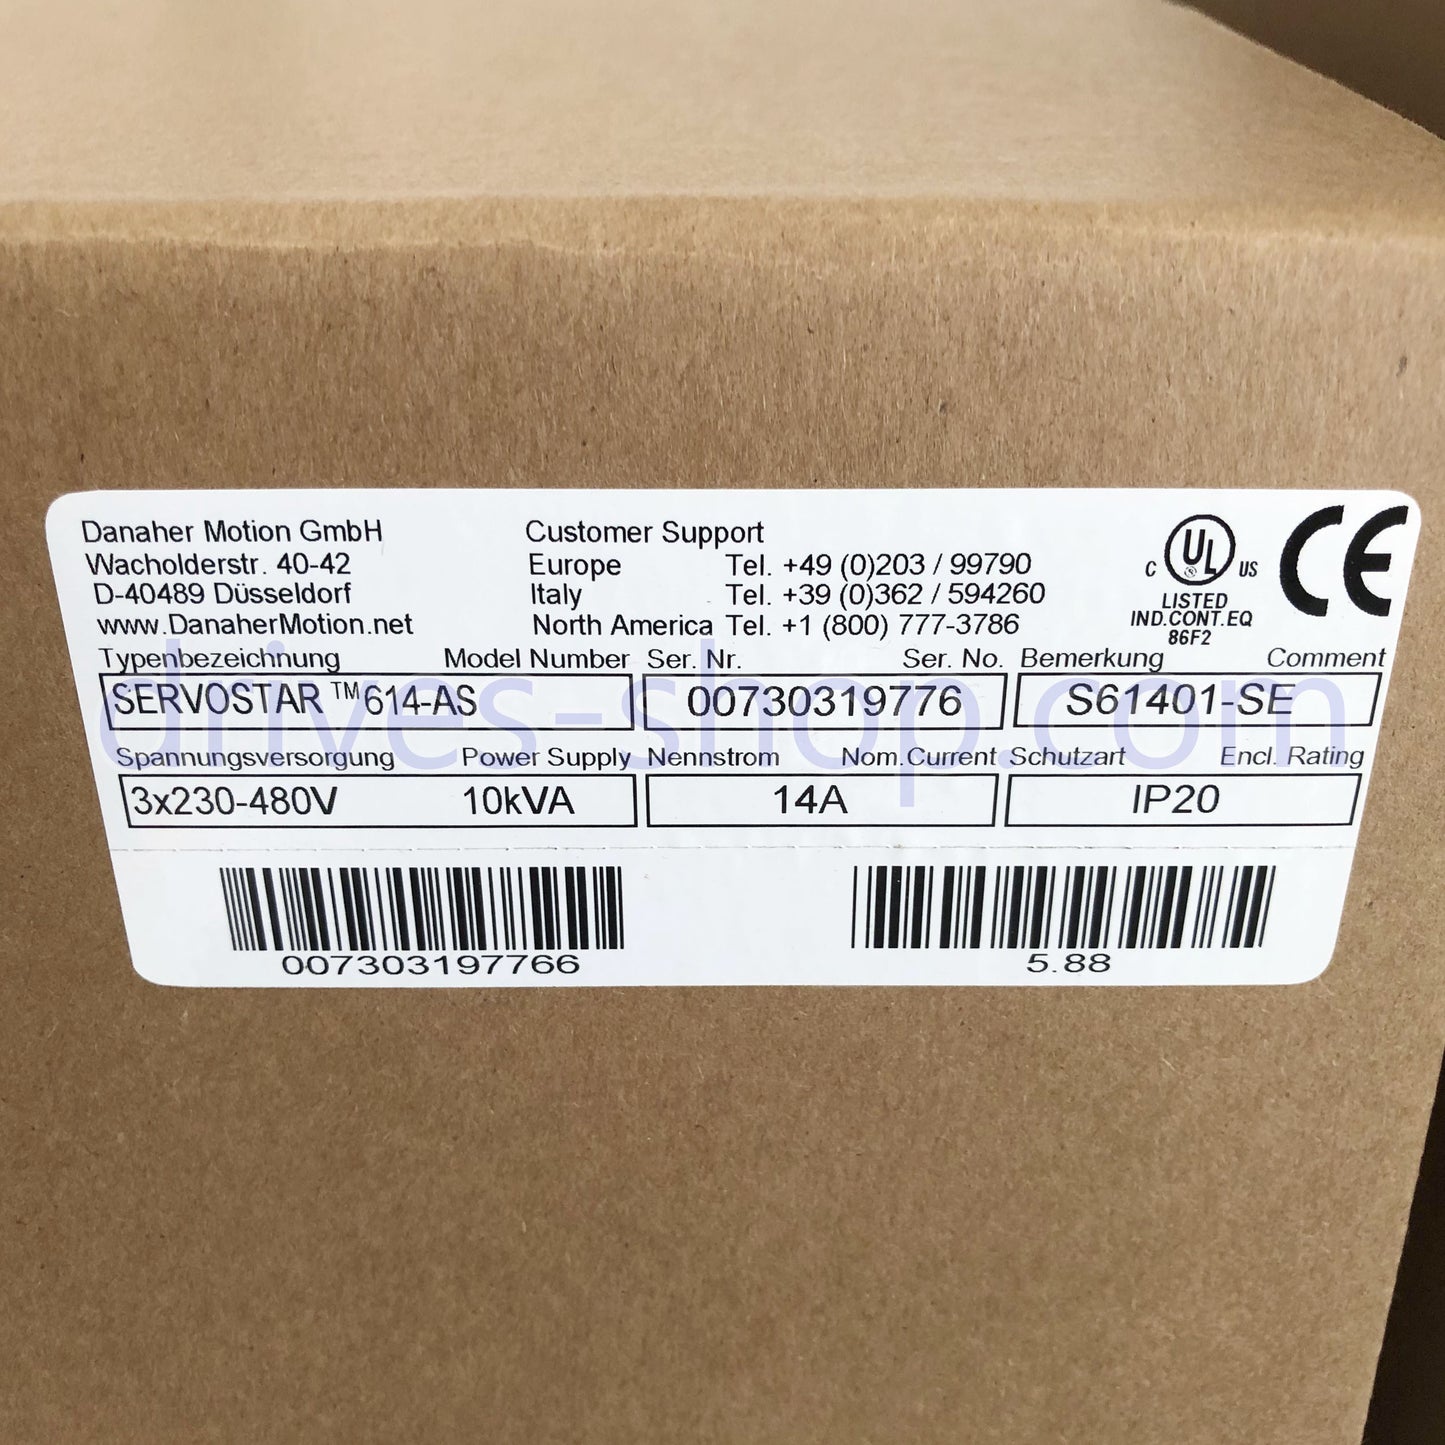 Danaher Motion GmbH
Wacholderstr. 40-42
D-40489 Düsseldorf
www.DanaherMotion.net
Customer Support
Europe Tel. +49 (0)203 / 99790
Italy Tel. +39 (0)362 / 594260
North America Tel. +1 (800) 777-3786
C UL US
LISTED
IND.CONT.EQ
86F2
CE
Typenbezeichnung Model Number Ser. Nr. Ser. No. Bemerkung Comment
SERVOSTAR ™614-AS 00730319776 S61401-SE
Spannungsversorgung Power Supply Nennstrom Nom.Current Schutzart Encl. Rating
3x230-480V 10kVA 14A IP20
007303197766 5.88
drives-shop.com